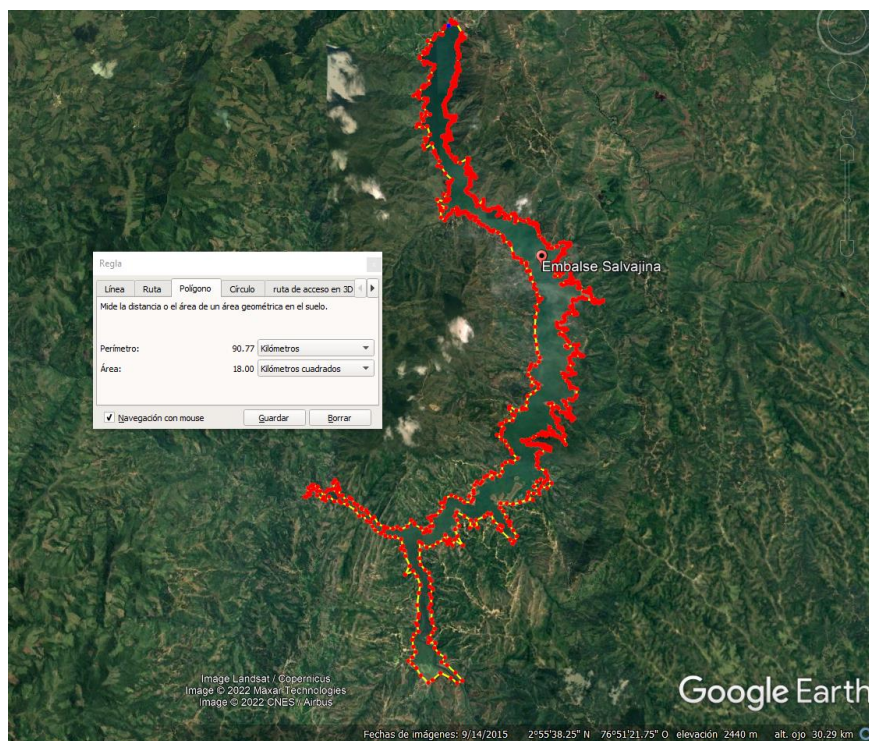 Embalse Salvajina
Regla
Línea Ruta Polígono Círculo ruta de acceso en 3D
Mide la distancia o el área de un área geométrica en el suelo.
Perímetro: 90.77 Kilómetros
Área: 18.00 Kilómetros cuadrados
Navegación con mouse Guardar Borrar
Image Landsat / Copernicus
Image © 2022 Maxar Technologies
Image © 2022 CNES / Airbus
Google Earth
Fechas de imágenes: 9/14/2015 2°55'38.25" N 76°51'21.75" O elevación 2440 m alt. ojo 30.29 km